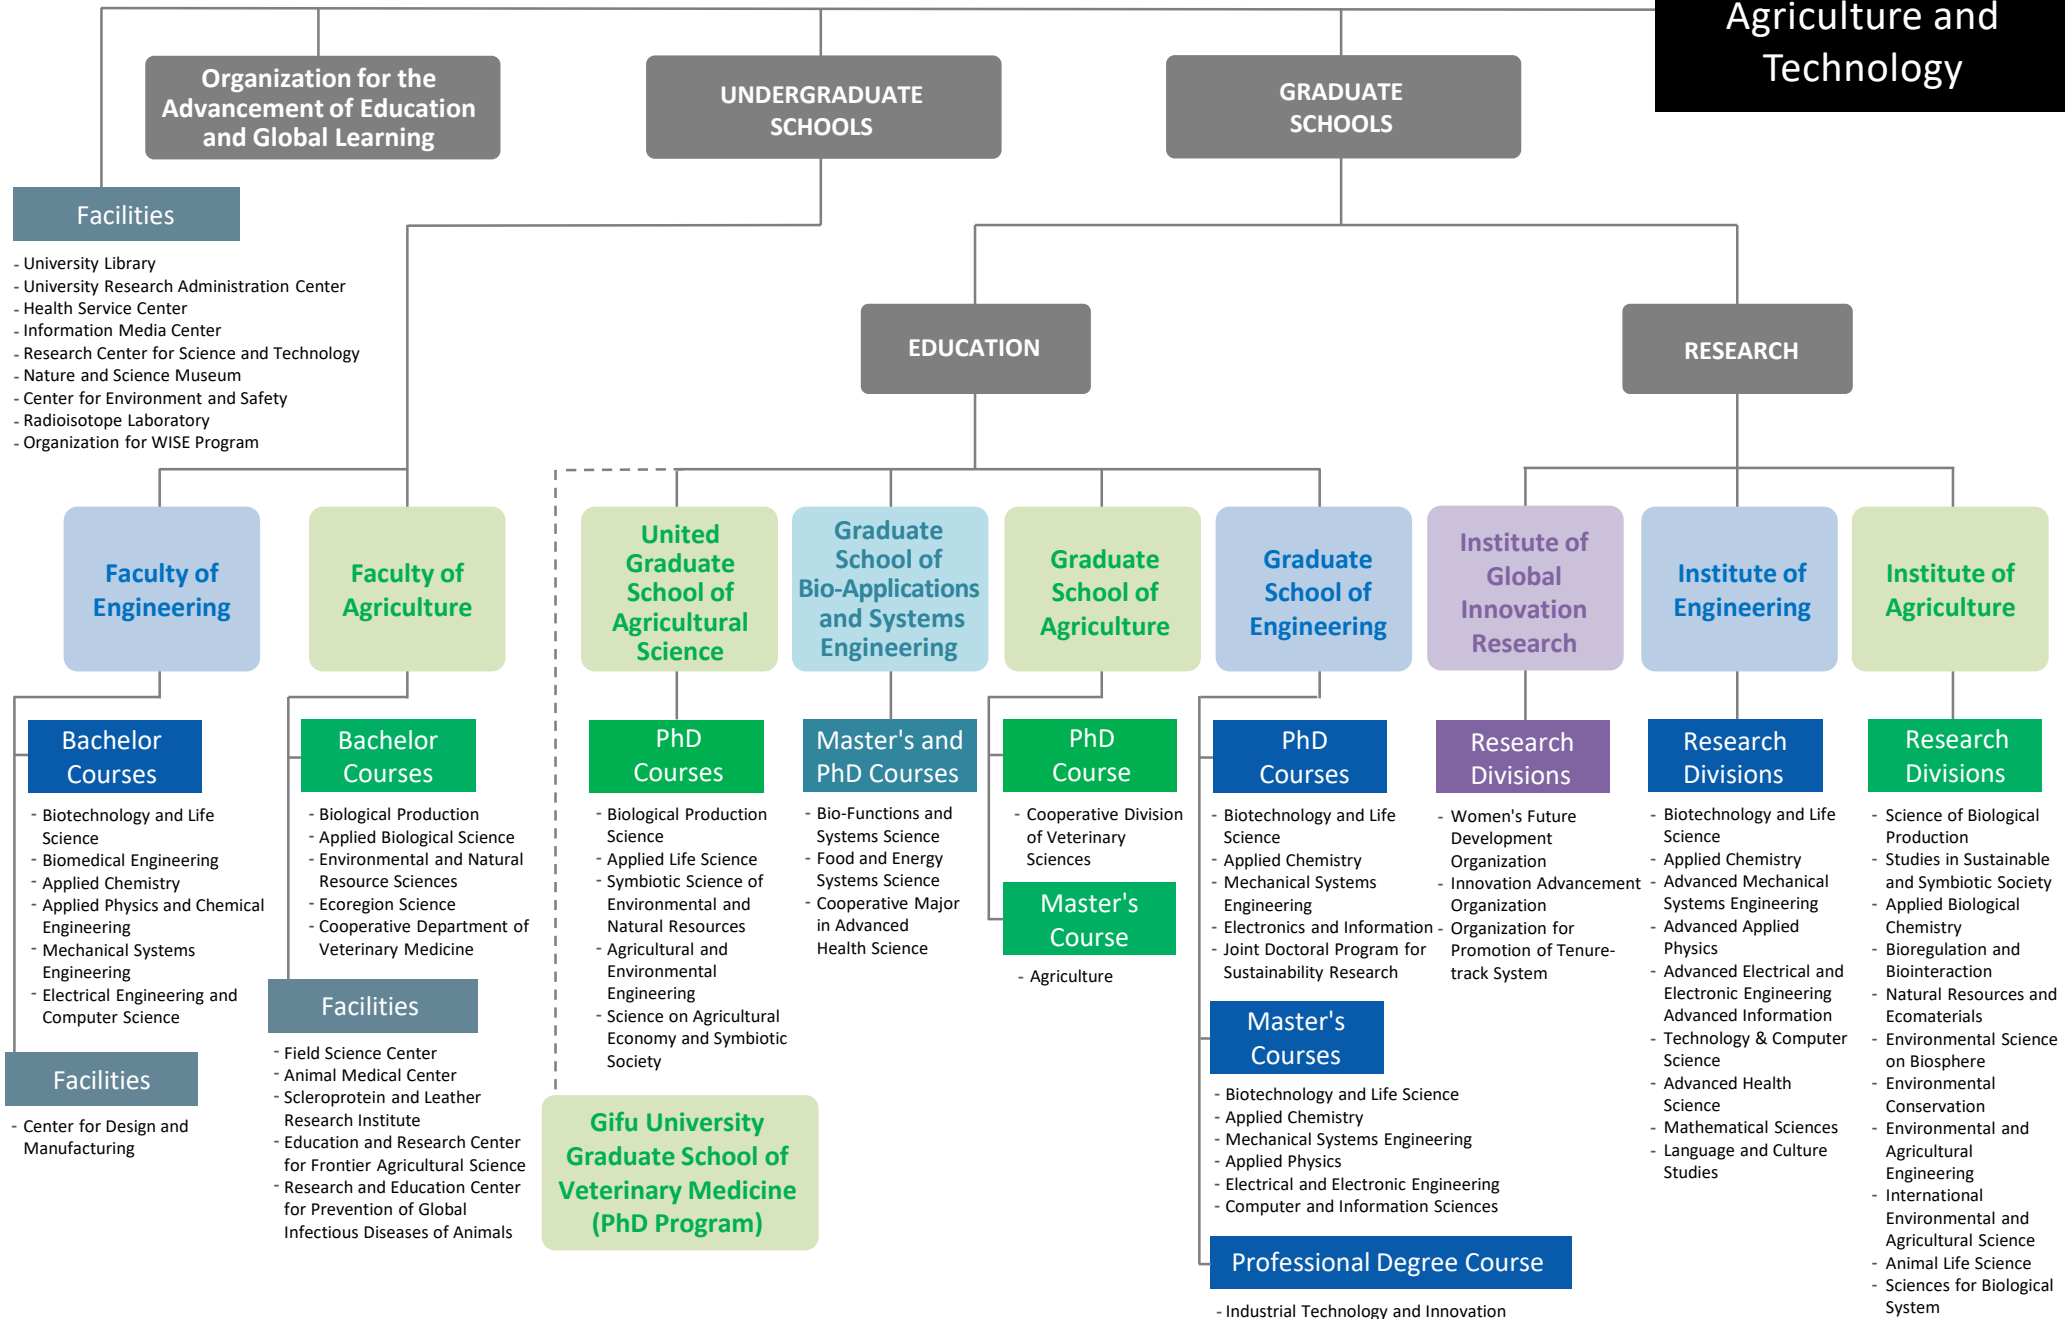 Agriculture and
Technology
Organization for the
Advancement of Education
and Global Learning
UNDERGRADUATE
SCHOOLS
GRADUATE
SCHOOLS
Facilities
- University Library
- University Research Administration Center
- Health Service Center
- Information Media Center
- Research Center for Science and Technology
- Nature and Science Museum
- Center for Environment and Safety
- Radioisotope Laboratory
- Organization for WISE Program
EDUCATION
RESEARCH
Faculty of
Engineering
Bachelor
Courses
- Biotechnology and Life
Science
- Biomedical Engineering
- Applied Chemistry
- Applied Physics and Chemical
Engineering
- Mechanical Systems
Engineering
- Electrical Engineering and
Computer Science
Facilities
- Center for Design and
Manufacturing
Faculty of
Agriculture
Bachelor
Courses
- Biological Production
- Applied Biological Science
- Environmental and Natural
Resource Sciences
- Ecoregion Science
- Cooperative Department of
Veterinary Medicine
Facilities
- Field Science Center
- Animal Medical Center
- Scleroprotein and Leather
Research Institute
- Education and Research Center
for Frontier Agricultural Science
- Research and Education Center
for Prevention of Global
Infectious Diseases of Animals
United
Graduate
School of
Agricultural
Science
PhD
Courses
- Biological Production
Science
- Applied Life Science
- Symbiotic Science of
Environmental and
Natural Resources
- Agricultural and
Environmental
Engineering
- Science on Agricultural
Economy and Symbiotic
Society
Gifu University
Graduate School of
Veterinary Medicine
(PhD Program)
Graduate
School of
Bio-Applications
and Systems
Engineering
Master's and
PhD Courses
- Bio-Functions and
Systems Science
- Food and Energy
Systems Science
- Cooperative Major
in Advanced
Health Science
Graduate
School of
Agriculture
PhD
Course
- Cooperative Division
of Veterinary
Sciences
Master's
Course
- Agriculture
Graduate
School of
Engineering
PhD
Courses
- Biotechnology and Life
Science
- Applied Chemistry
- Mechanical Systems
Engineering
- Electronics and Information
- Joint Doctoral Program for
Sustainability Research
Master's
Courses
- Biotechnology and Life Science
- Applied Chemistry
- Mechanical Systems Engineering
- Applied Physics
- Electrical and Electronic Engineering
- Computer and Information Sciences
Professional Degree Course
- Industrial Technology and Innovation
Institute of
Global
Innovation
Research
Research
Divisions
- Women's Future
Development
Organization
- Innovation Advancement
Organization
- Organization for
Promotion of Tenure-
track System
Institute of
Engineering
Research
Divisions
- Biotechnology and Life
Science
- Applied Chemistry
- Advanced Mechanical
Systems Engineering
- Advanced Applied
Physics
- Advanced Electrical and
Electronic Engineering
Advanced Information
- Technology & Computer
Science
- Advanced Health
Science
- Mathematical Sciences
- Language and Culture
Studies
Institute of
Agriculture
Research
Divisions
- Science of Biological
Production
- Studies in Sustainable
and Symbiotic Society
- Applied Biological
Chemistry
- Bioregulation and
Biointeraction
- Natural Resources and
Ecomaterials
- Environmental Science
on Biosphere
- Environmental
Conservation
- Environmental and
Agricultural
Engineering
- International
Environmental and
Agricultural Science
- Animal Life Science
- Sciences for Biological
System